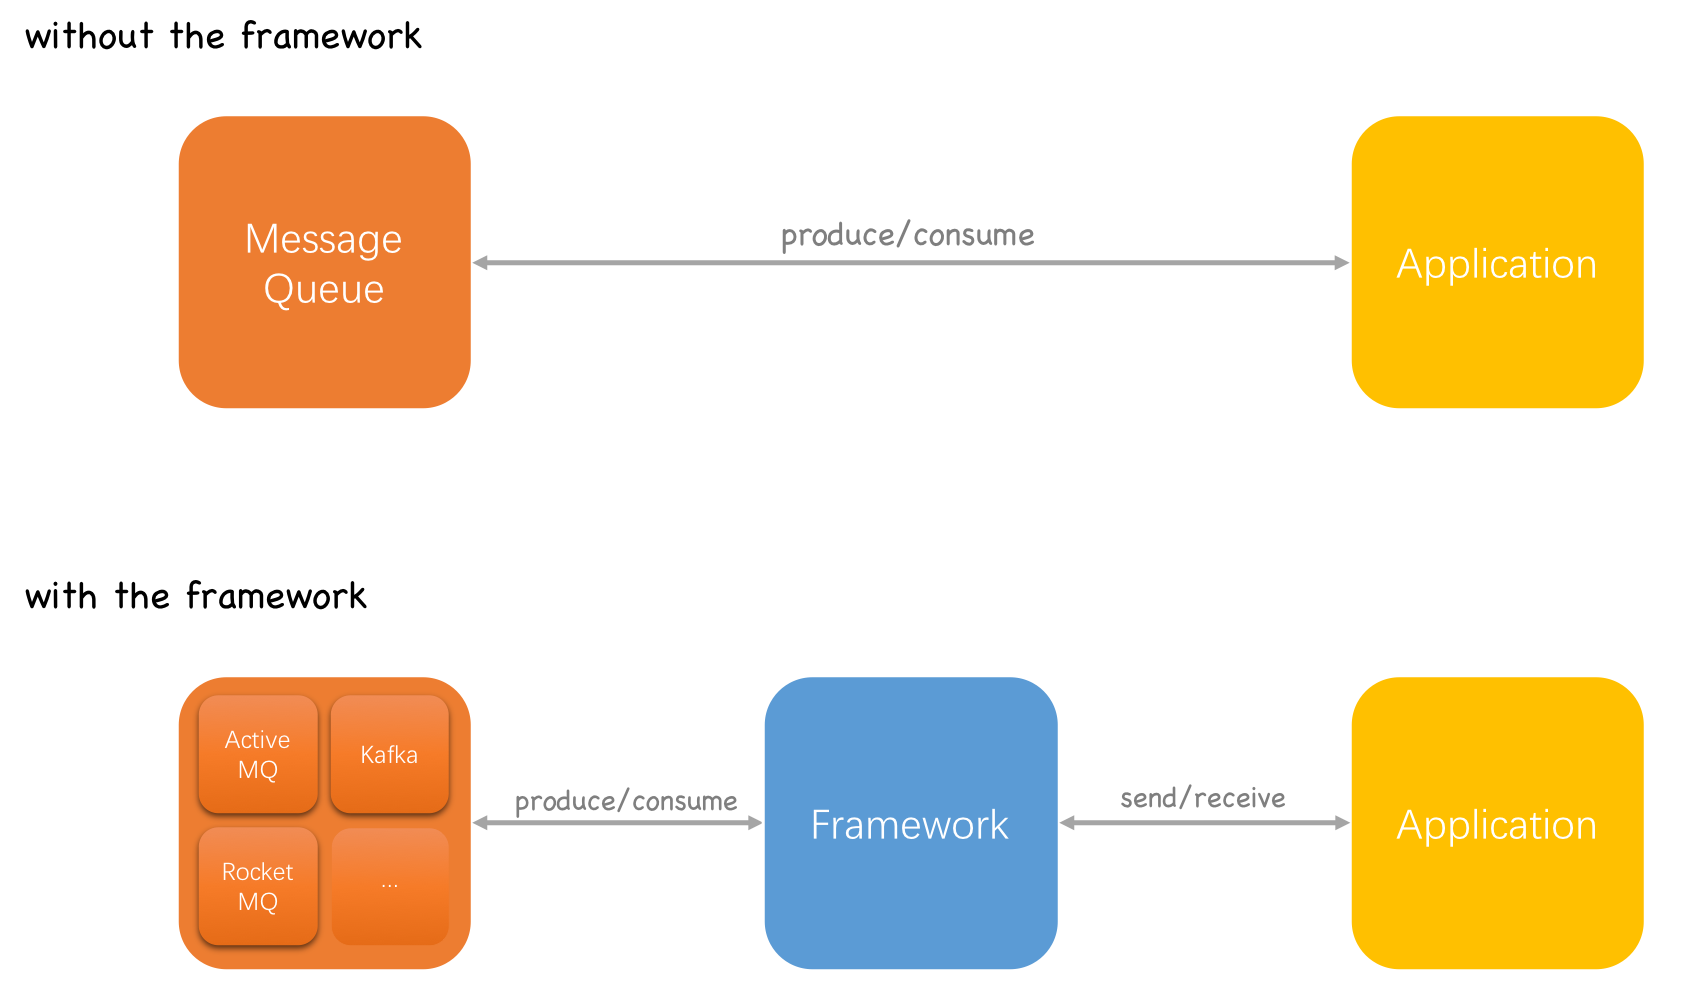 without the framework
Message
Queue
produce/consume
Application
with the framework
Active
MQ
Kafka
Rocket
MQ
...
produce/consume
Framework
send/receive
Application